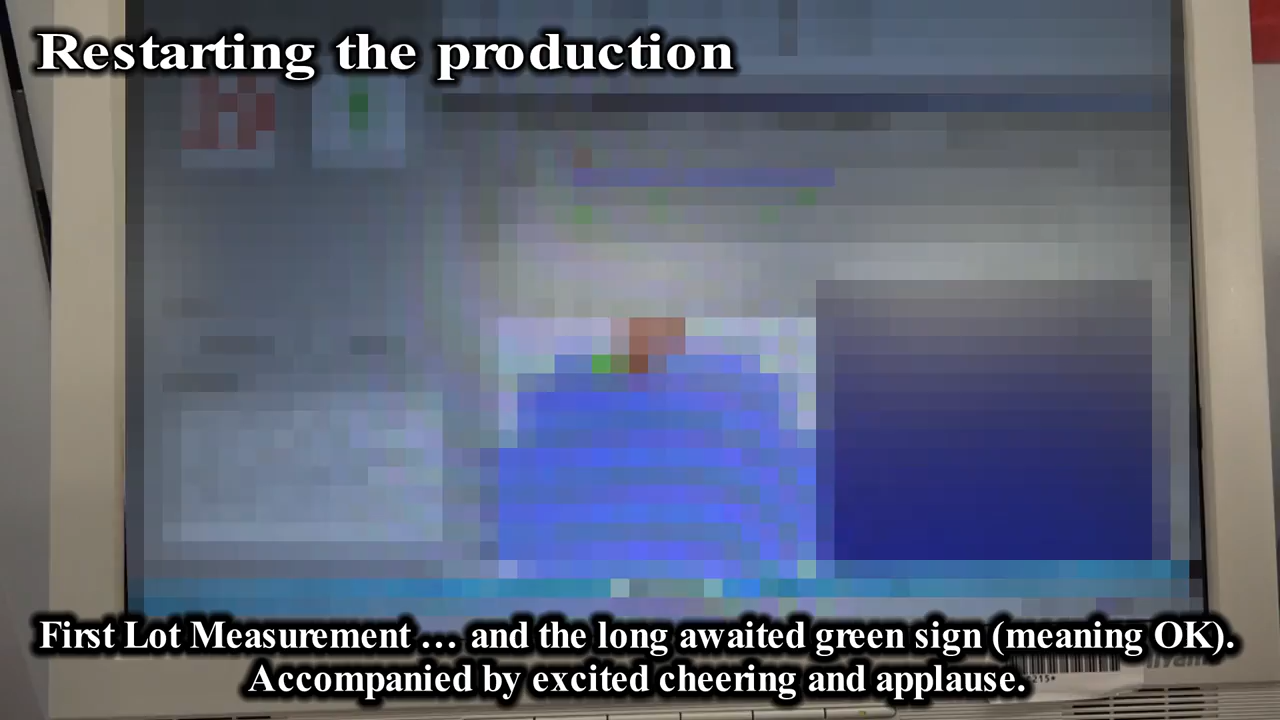 Restarting the production
First Lot Measurement … and the long awaited green sign (meaning OK).
Accompanied by excited cheering and applause.